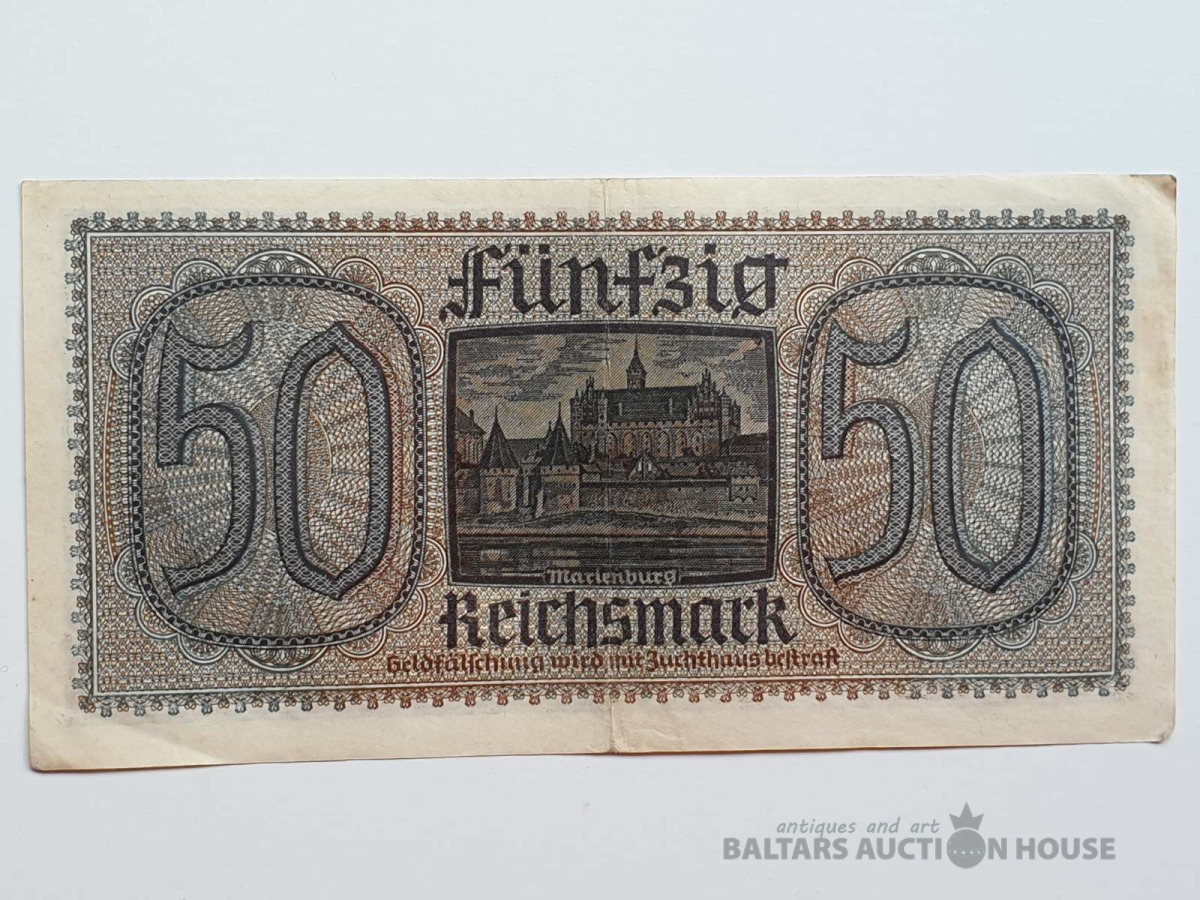 Fünfzig
50
50
Marienburg
Reichsmark
Geldfälschung wird mit Zuchthaus bestraft
antiques and art
BALTARS AUCTION HOUSE